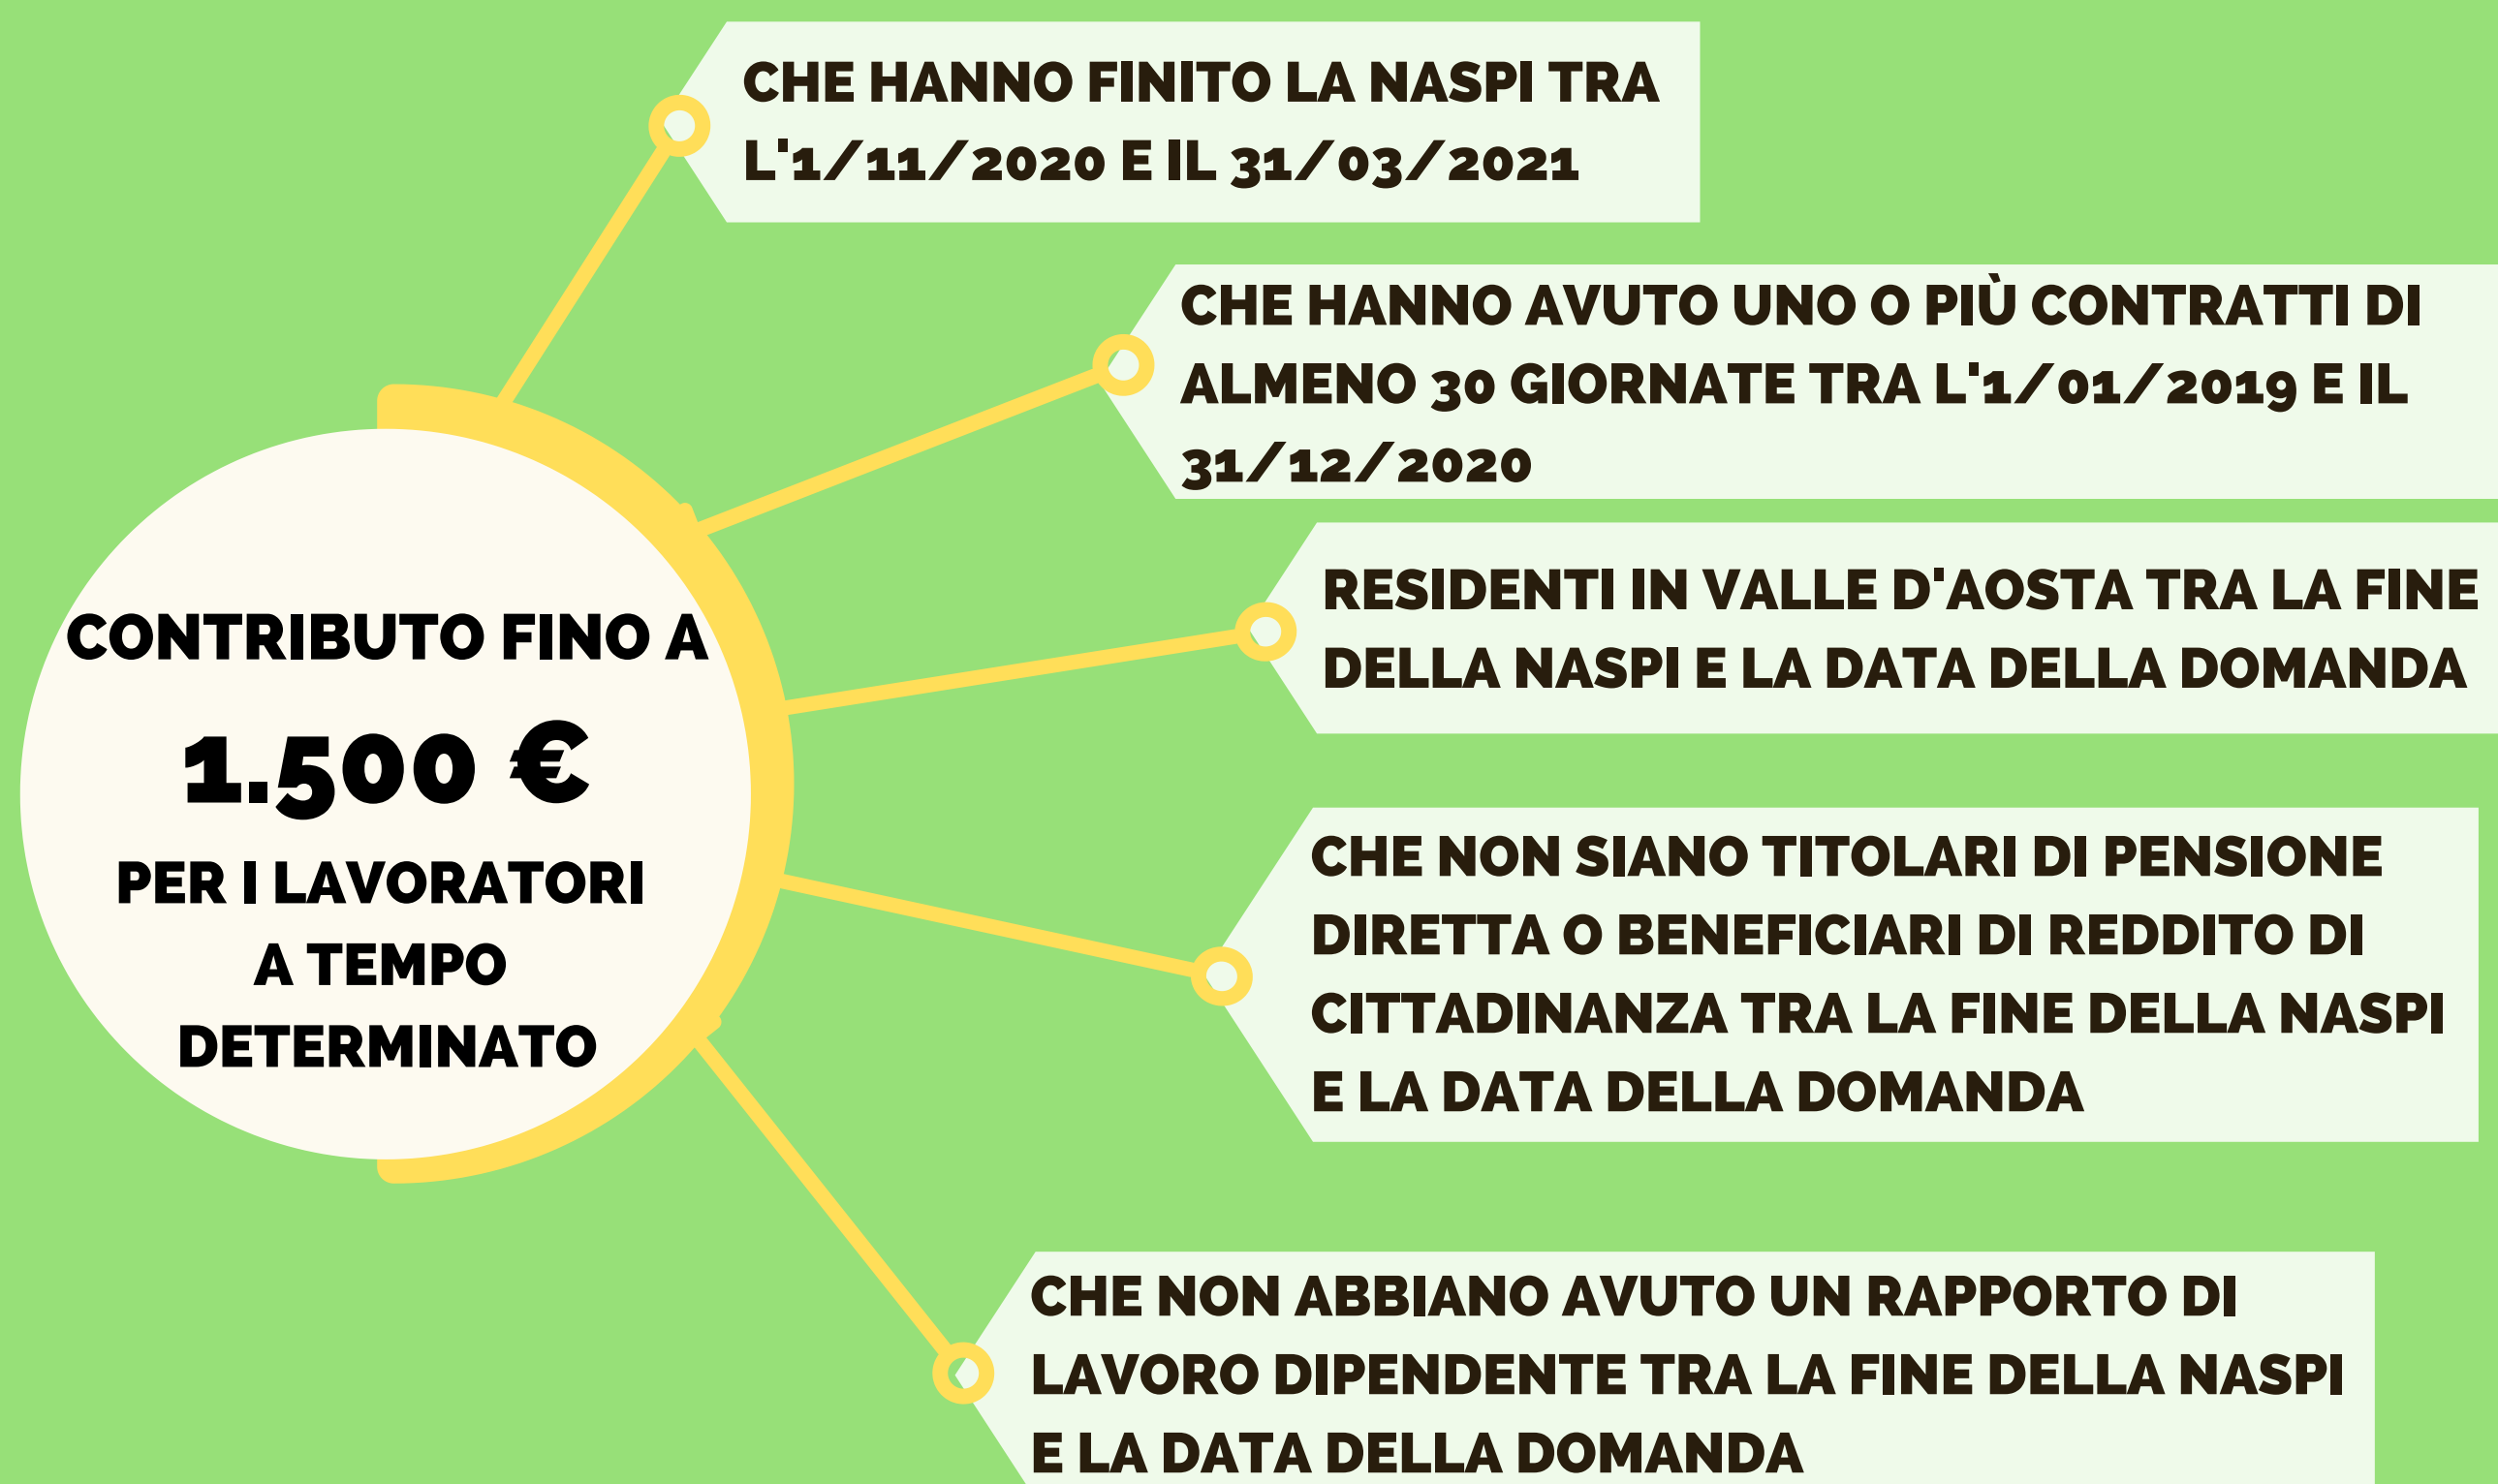 CHE HANNO FINITO LA NASPI TRA
L'1/11/2020 E IL 31/03/2021
CHE HANNO AVUTO UNO O PIÙ CONTRATTI DI
ALMENO 30 GIORNATE TRA L'1/01/2019 E IL
31/12/2020
RESIDENTI IN VALLE D'AOSTA TRA LA FINE
DELLA NASPI E LA DATA DELLA DOMANDA
CONTRIBUTO FINO A
1.500 €
PER I LAVORATORI
A TEMPO
DETERMINATO
CHE NON SIANO TITOLARI DI PENSIONE
DIRETTA O BENEFICIARI DI REDDITO DI
CITTADINANZA TRA LA FINE DELLA NASPI
E LA DATA DELLA DOMANDA
CHE NON ABBIANO AVUTO UN RAPPORTO DI
LAVORO DIPENDENTE TRA LA FINE DELLA NASPI
E LA DATA DELLA DOMANDA